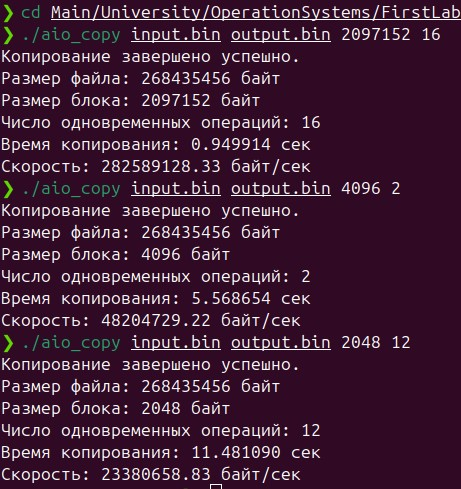 ❯ cd Main/University/OperationSystems/FirstLab
❯ ./aio_copy input.bin output.bin 2097152 16
Копирование завершено успешно.
Размер файла: 268435456 байт
Размер блока: 2097152 байт
Число одновременных операций: 16
Время копирования: 0.949914 сек
Скорость: 282589128.33 байт/сек
❯ ./aio_copy input.bin output.bin 4096 2
Копирование завершено успешно.
Размер файла: 268435456 байт
Размер блока: 4096 байт
Число одновременных операций: 2
Время копирования: 5.568654 сек
Скорость: 48204729.22 байт/сек
❯ ./aio_copy input.bin output.bin 2048 12
Копирование завершено успешно.
Размер файла: 268435456 байт
Размер блока: 2048 байт
Число одновременных операций: 12
Время копирования: 11.481090 сек
Скорость: 23380658.83 байт/сек